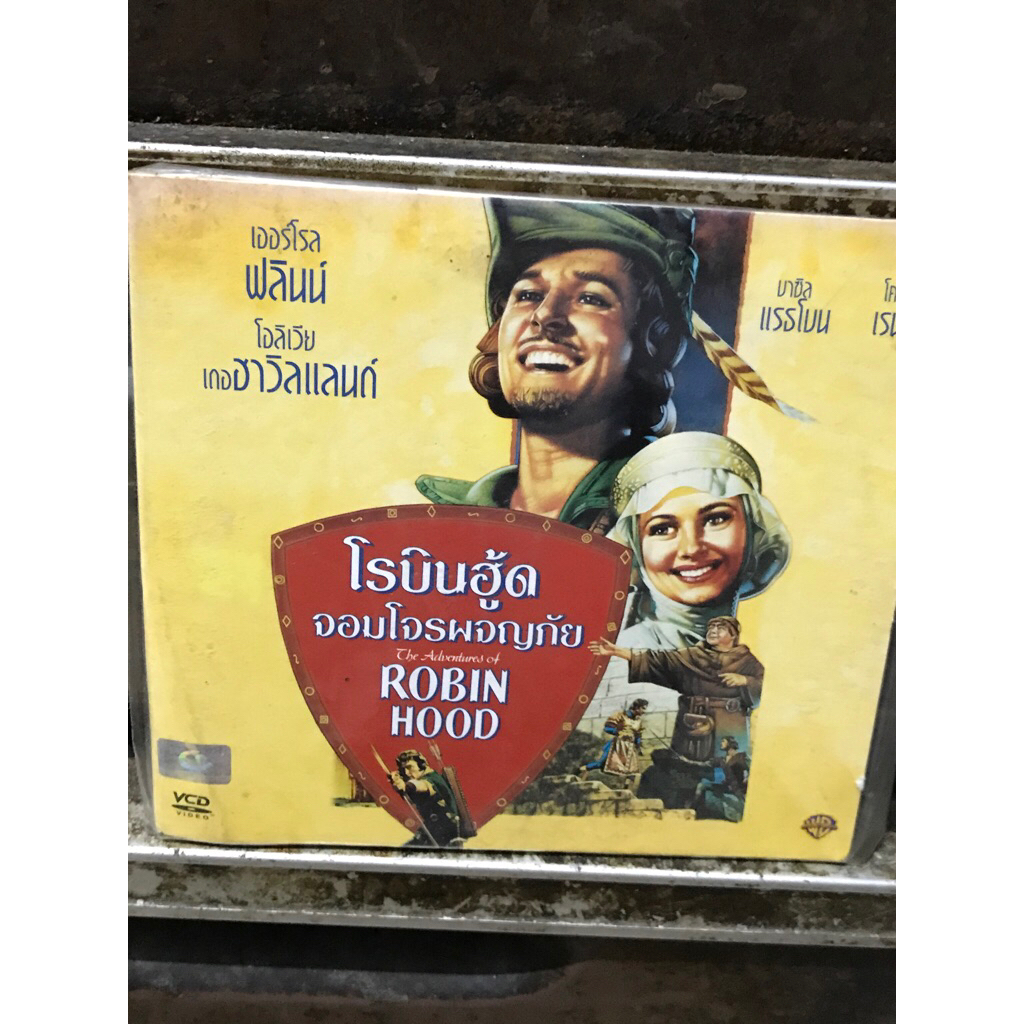 เออร์โรล
ฟลินน์
โอลิเวีย
เดอฮาวิลแลนด์
บาซิล
แรธโบน
โรบินฮู้ด
จอมโจรผจญภัย
The Adventures of
ROBIN
HOOD
VCD
VIDEO
WB